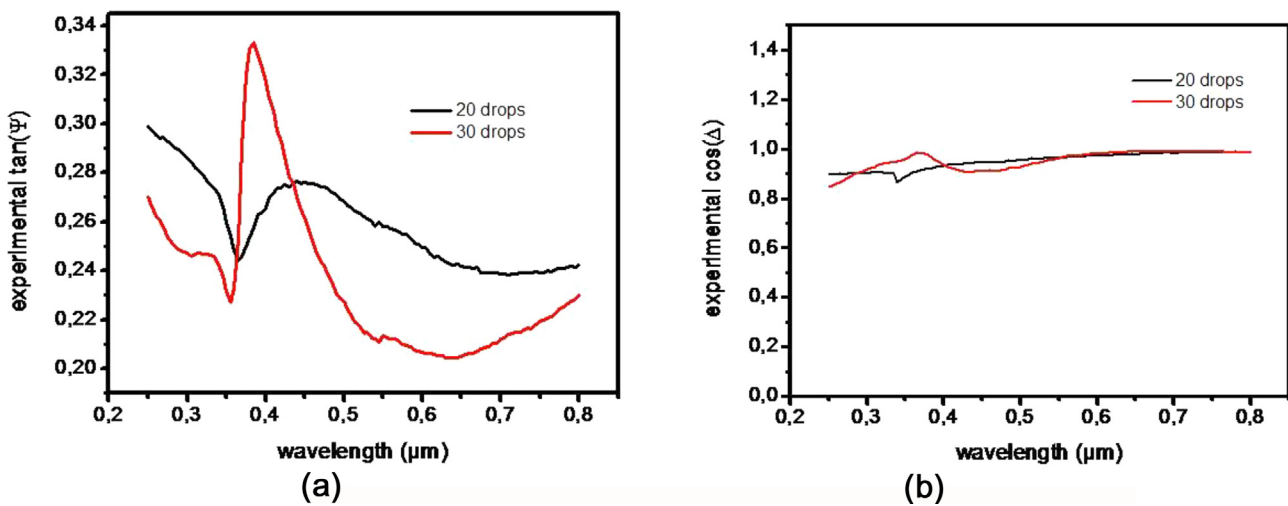 0,34
0,32
0,30
0,28
0,26
0,24
0,22
0,20
experimental tan(Ψ)
20 drops
30 drops
0,2 0,3 0,4 0,5 0,6 0,7 0,8
wavelength (µm)
(a)
1,4
1,2
1,0
0,8
0,6
0,4
0,2
0,0
experimental cos(Δ)
20 drops
30 drops
0,2 0,3 0,4 0,5 0,6 0,7 0,8
wavelength (µm)
(b)